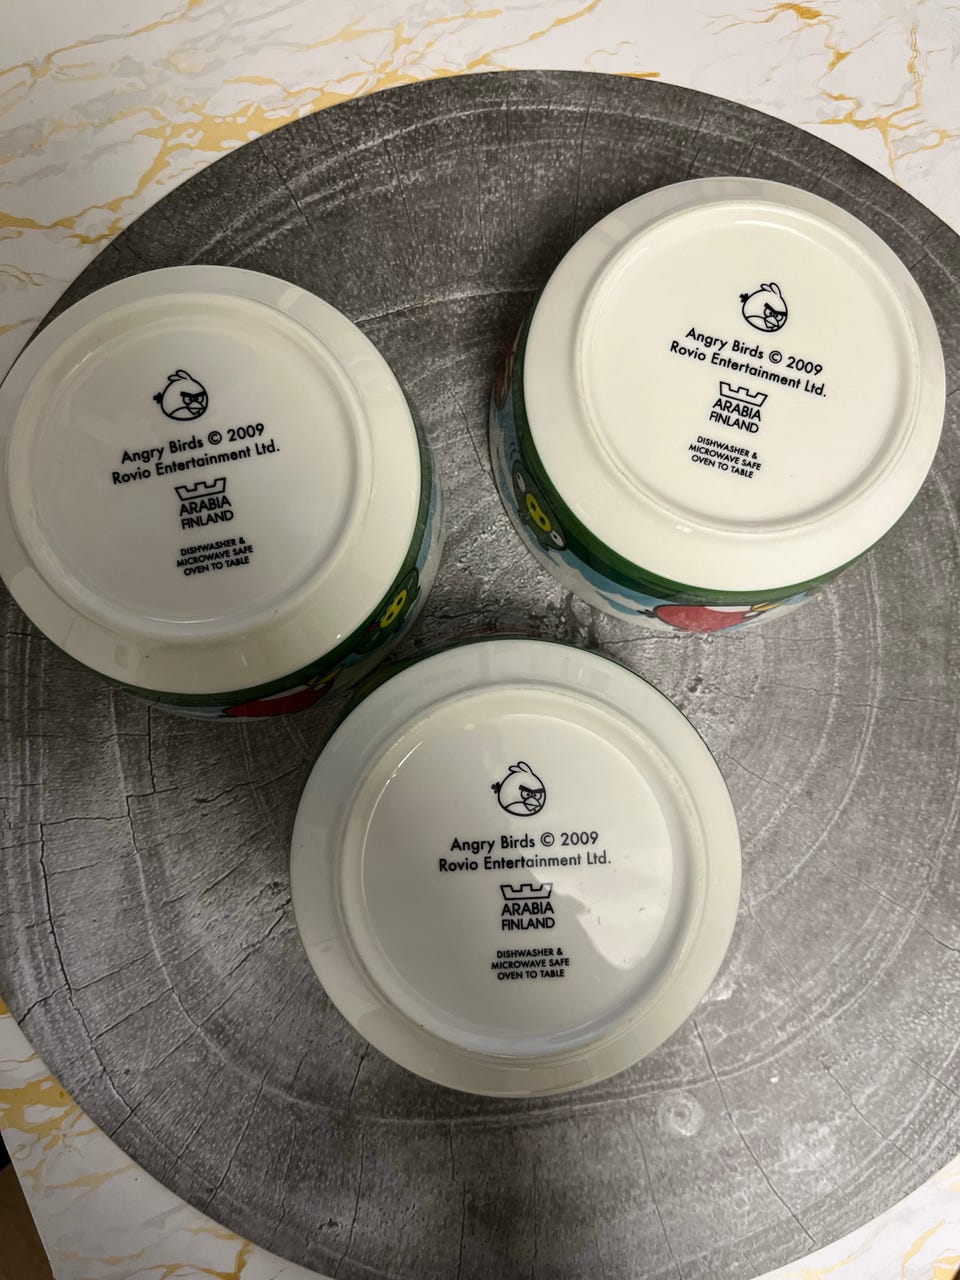 Angry Birds © 2009
Rovio Entertainment Ltd.
ARABIA
FINLAND
DISHWASHER &
MICROWAVE SAFE
OVEN TO TABLE
Angry Birds © 2009
Rovio Entertainment Ltd.
ARABIA
FINLAND
DISHWASHER &
MICROWAVE SAFE
OVEN TO TABLE
Angry Birds © 2009
Rovio Entertainment Ltd.
ARABIA
FINLAND
DISHWASHER &
MICROWAVE SAFE
OVEN TO TABLE